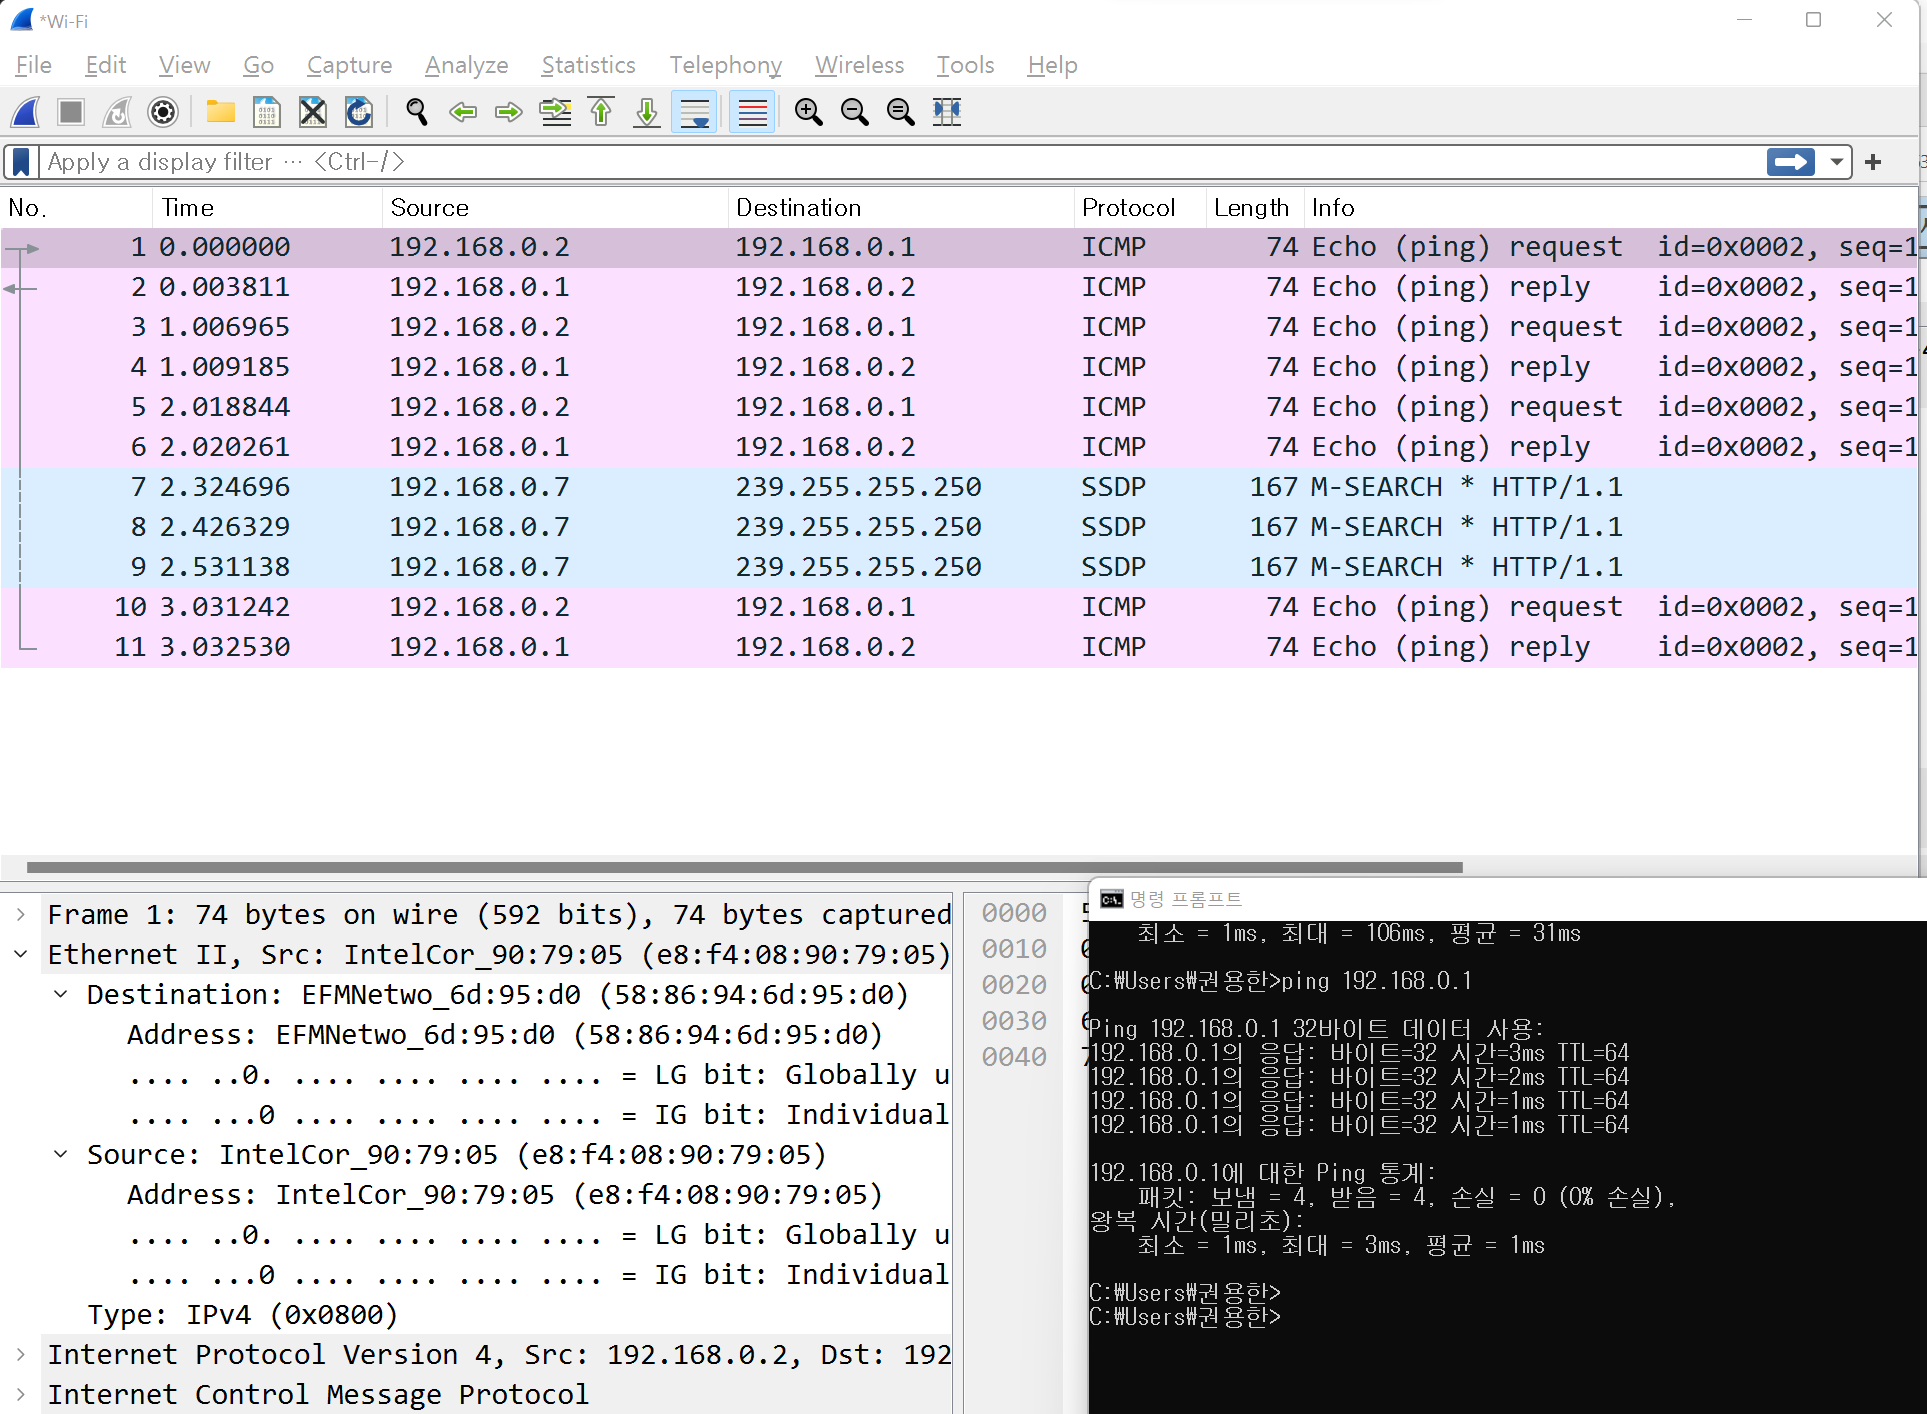 *Wi-Fi
File Edit View Go Capture Analyze Statistics Telephony Wireless Tools Help
Apply a display filter ⋯ <Ctrl-/>
No. Time Source Destination Protocol Length Info
1 0.000000 192.168.0.2 192.168.0.1 ICMP 74 Echo (ping) request id=0x0002, seq=1
2 0.003811 192.168.0.1 192.168.0.2 ICMP 74 Echo (ping) reply id=0x0002, seq=1
3 1.006965 192.168.0.2 192.168.0.1 ICMP 74 Echo (ping) request id=0x0002, seq=1
4 1.009185 192.168.0.1 192.168.0.2 ICMP 74 Echo (ping) reply id=0x0002, seq=1
5 2.018844 192.168.0.2 192.168.0.1 ICMP 74 Echo (ping) request id=0x0002, seq=1
6 2.020261 192.168.0.1 192.168.0.2 ICMP 74 Echo (ping) reply id=0x0002, seq=1
7 2.324696 192.168.0.7 239.255.255.250 SSDP 167 M-SEARCH * HTTP/1.1
8 2.426329 192.168.0.7 239.255.255.250 SSDP 167 M-SEARCH * HTTP/1.1
9 2.531138 192.168.0.7 239.255.255.250 SSDP 167 M-SEARCH * HTTP/1.1
10 3.031242 192.168.0.2 192.168.0.1 ICMP 74 Echo (ping) request id=0x0002, seq=1
11 3.032530 192.168.0.1 192.168.0.2 ICMP 74 Echo (ping) reply id=0x0002, seq=1
Frame 1: 74 bytes on wire (592 bits), 74 bytes captured
Ethernet II, Src: IntelCor_90:79:05 (e8:f4:08:90:79:05)
Destination: EFMNetwo_6d:95:d0 (58:86:94:6d:95:d0)
Address: EFMNetwo_6d:95:d0 (58:86:94:6d:95:d0)
.... ..0. .... .... .... .... = LG bit: Globally u
.... ...0 .... .... .... .... = IG bit: Individual
Source: IntelCor_90:79:05 (e8:f4:08:90:79:05)
Address: IntelCor_90:79:05 (e8:f4:08:90:79:05)
.... ..0. .... .... .... .... = LG bit: Globally u
.... ...0 .... .... .... .... = IG bit: Individual
Type: IPv4 (0x0800)
Internet Protocol Version 4, Src: 192.168.0.2, Dst: 192
Internet Control Message Protocol
0000
0010
0020
0030
0040
명령 프롬프트
최소 = 1ms, 최대 = 106ms, 평균 = 31ms
C:₩Users₩권용한>ping 192.168.0.1
Ping 192.168.0.1 32바이트 데이터 사용:
192.168.0.1의 응답: 바이트=32 시간=3ms TTL=64
192.168.0.1의 응답: 바이트=32 시간=2ms TTL=64
192.168.0.1의 응답: 바이트=32 시간=1ms TTL=64
192.168.0.1의 응답: 바이트=32 시간=1ms TTL=64
192.168.0.1에 대한 Ping 통계:
패킷: 보냄 = 4, 받음 = 4, 손실 = 0 (0% 손실),
왕복 시간(밀리초):
최소 = 1ms, 최대 = 3ms, 평균 = 1ms
C:₩Users₩권용한>
C:₩Users₩권용한>